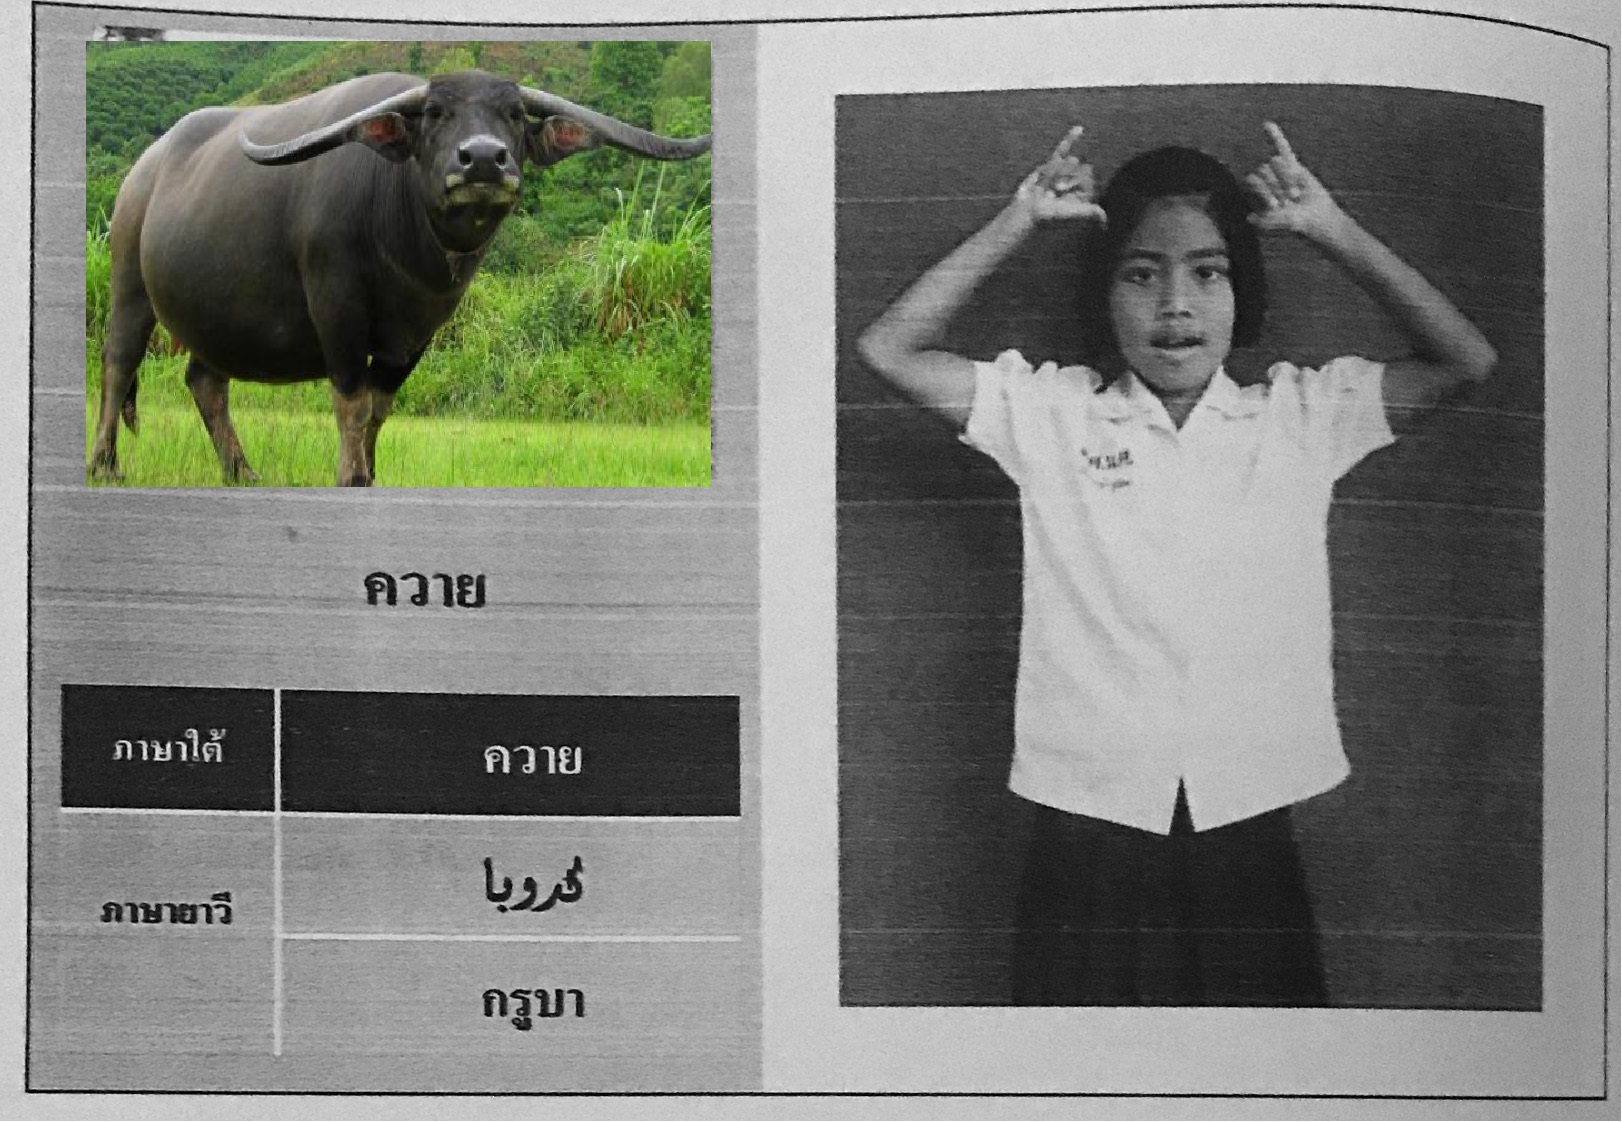 ควาย
ภาษาใต้ ควาย
ภาษายาวี
كروبا
กรูบา